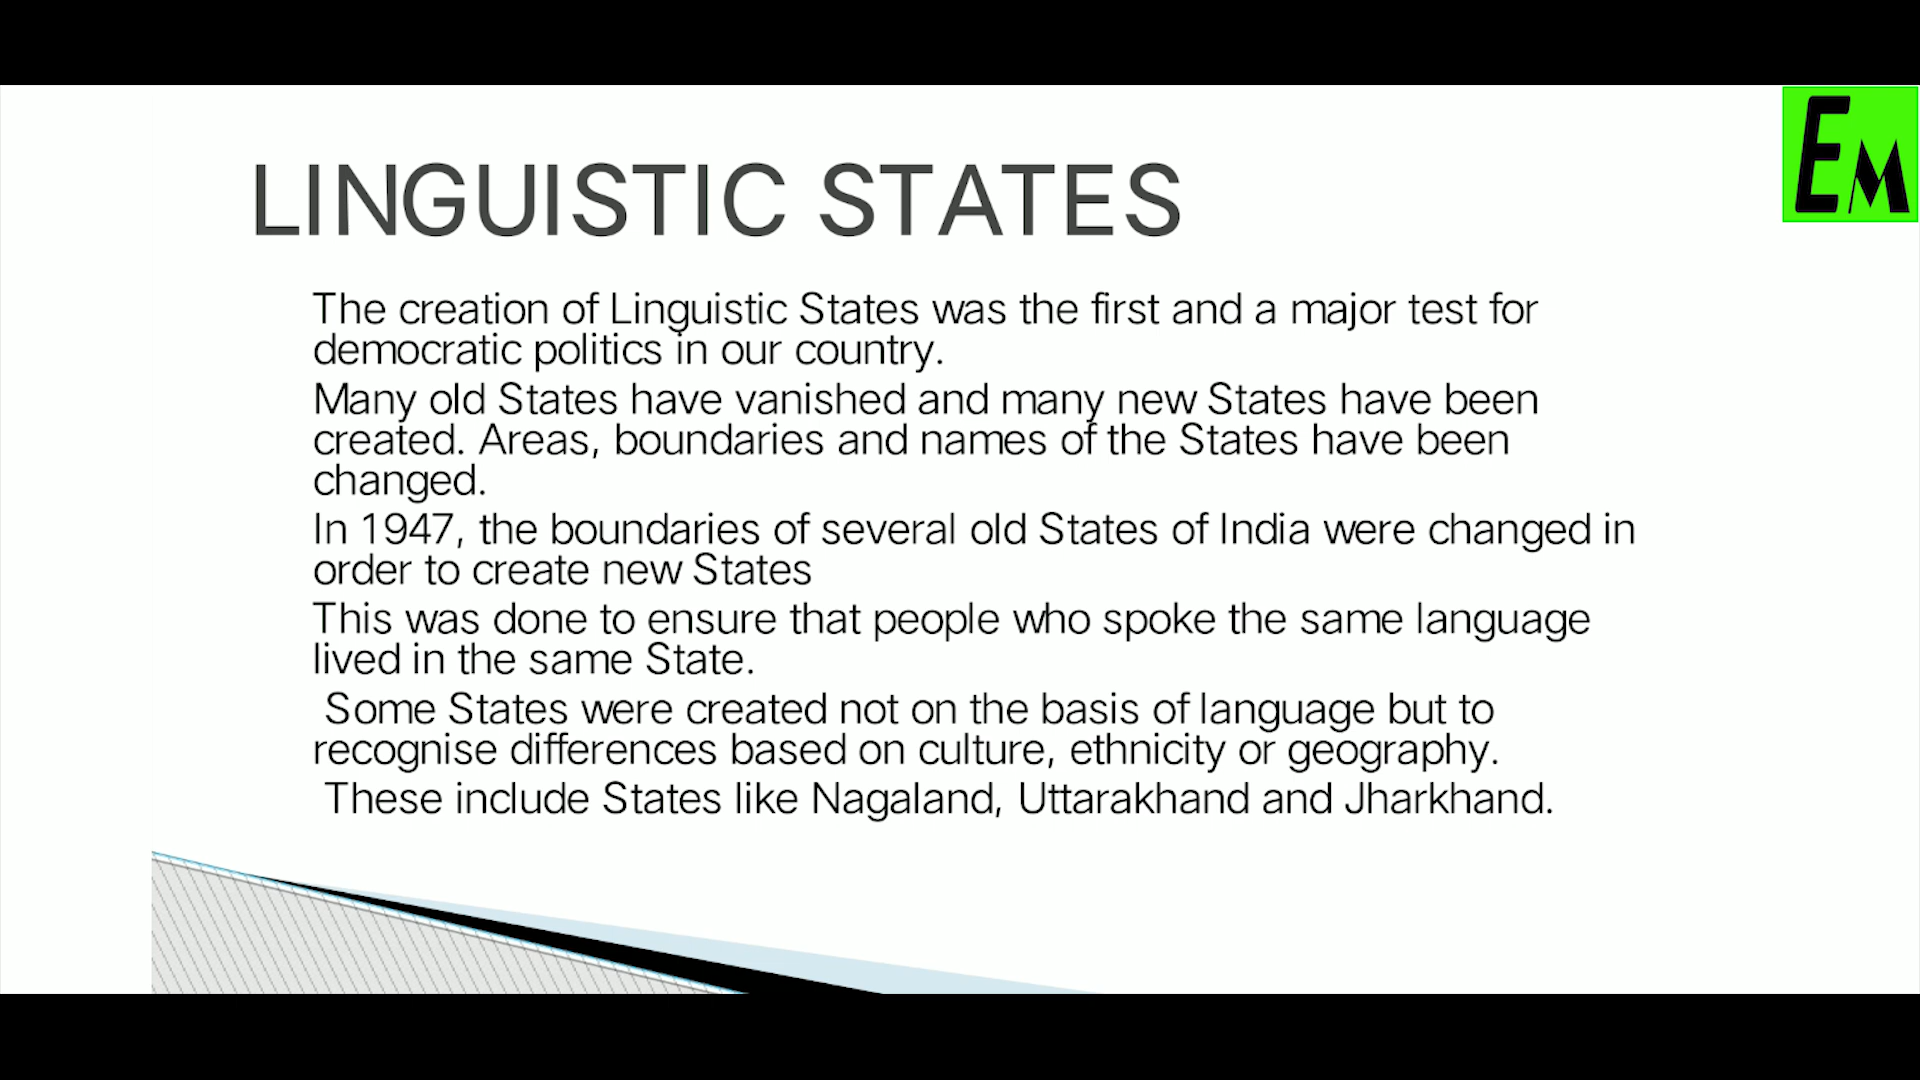 EM
LINGUISTIC STATES
The creation of Linguistic States was the first and a major test for
democratic politics in our country.
Many old States have vanished and many new States have been
created. Areas, boundaries and names of the States have been
changed.
In 1947, the boundaries of several old States of India were changed in
order to create new States
This was done to ensure that people who spoke the same language
lived in the same State.
Some States were created not on the basis of language but to
recognise differences based on culture, ethnicity or geography.
These include States like Nagaland, Uttarakhand and Jharkhand.